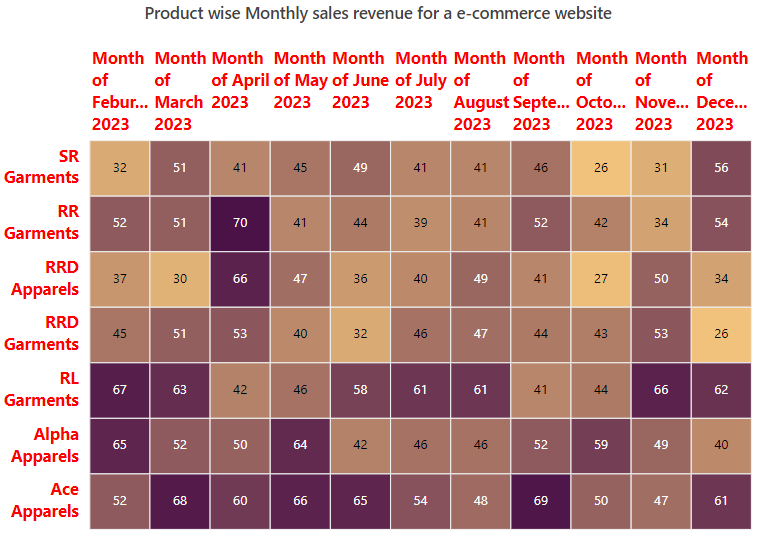 Product wise Monthly sales revenue for a e-commerce website
Month Month Month Month Month Month Month Month Month Month Month
of of of April of May of June of July of of of of of
Febur... March 2023 2023 2023 2023 August Septe... Octo... Nove... Dece...
2023 2023 2023 2023 2023 2023 2023
SR
Garments 32 51 41 45 49 41 41 46 26 31 56
RR
Garments 52 51 70 41 44 39 41 52 42 34 54
RRD
Apparels 37 30 66 47 36 40 49 41 27 50 34
RRD
Garments 45 51 53 40 32 46 47 44 43 53 26
RL
Garments 67 63 42 46 58 61 61 41 44 66 62
Alpha
Apparels 65 52 50 64 42 46 46 52 59 49 40
Ace
Apparels 52 68 60 66 65 54 48 69 50 47 61